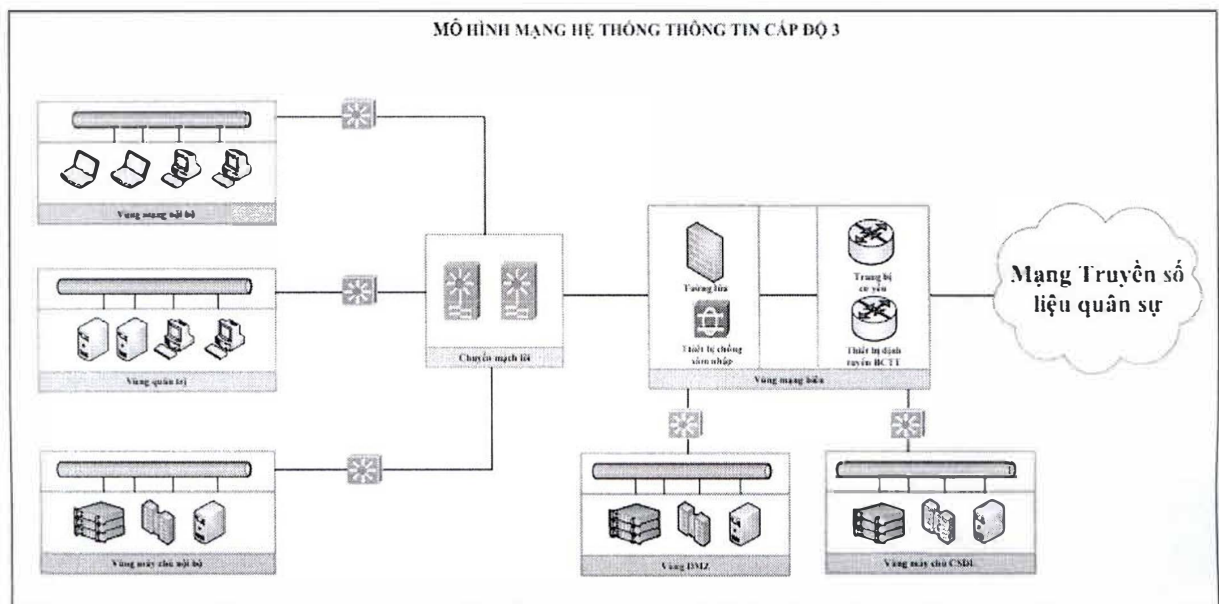 MÔ HÌNH MẠNG HỆ THỐNG THÔNG TIN CẤP ĐỘ 3
Vùng mạng nội bộ
Vùng quản trị
Vùng máy chủ nội bộ
Chuyển mạch lõi
Tường lửa
Thiết bị chống
xâm nhập
Trang bị
cơ yếu
Thiết bị định
tuyến BCTT
Vùng mạng biên
Mạng Truyền số
liệu quân sự
Vùng DMZ
Vùng máy chủ CSDL